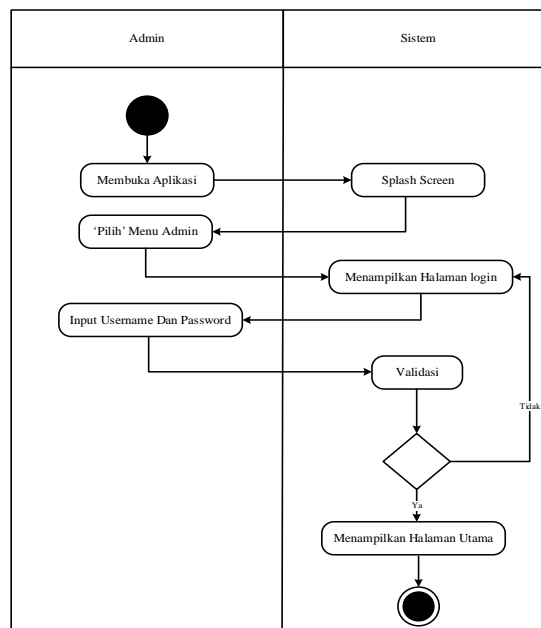 Admin
Sistem
Membuka Aplikasi
Splash Screen
‘Pilih’ Menu Admin
Menampilkan Halaman login
Input Username Dan Password
Validasi
Tidak
Ya
Menampilkan Halaman Utama